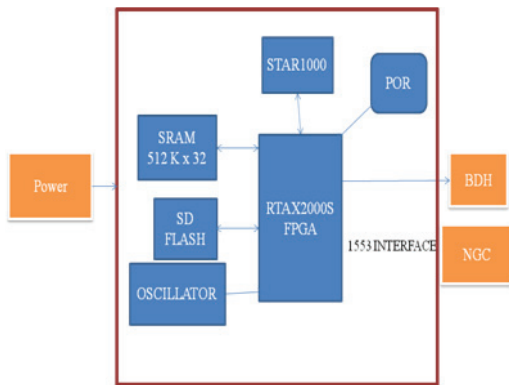 STAR1000
POR
SRAM
512 K x 32
Power
RTAX2000S
FPGA
BDH
SD
FLASH
1553 INTERFACE
NGC
OSCILLATOR